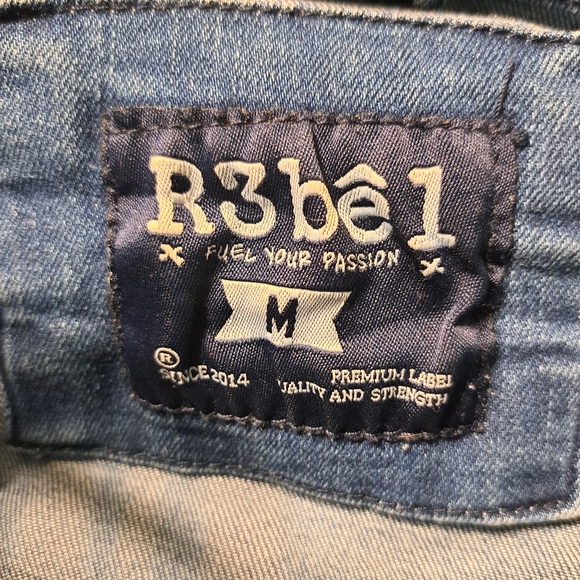 R3bê1
x FUEL YOUR PASSION x
M
® SINCE 2014
PREMIUM LABEL
UALITY AND STRENGTH